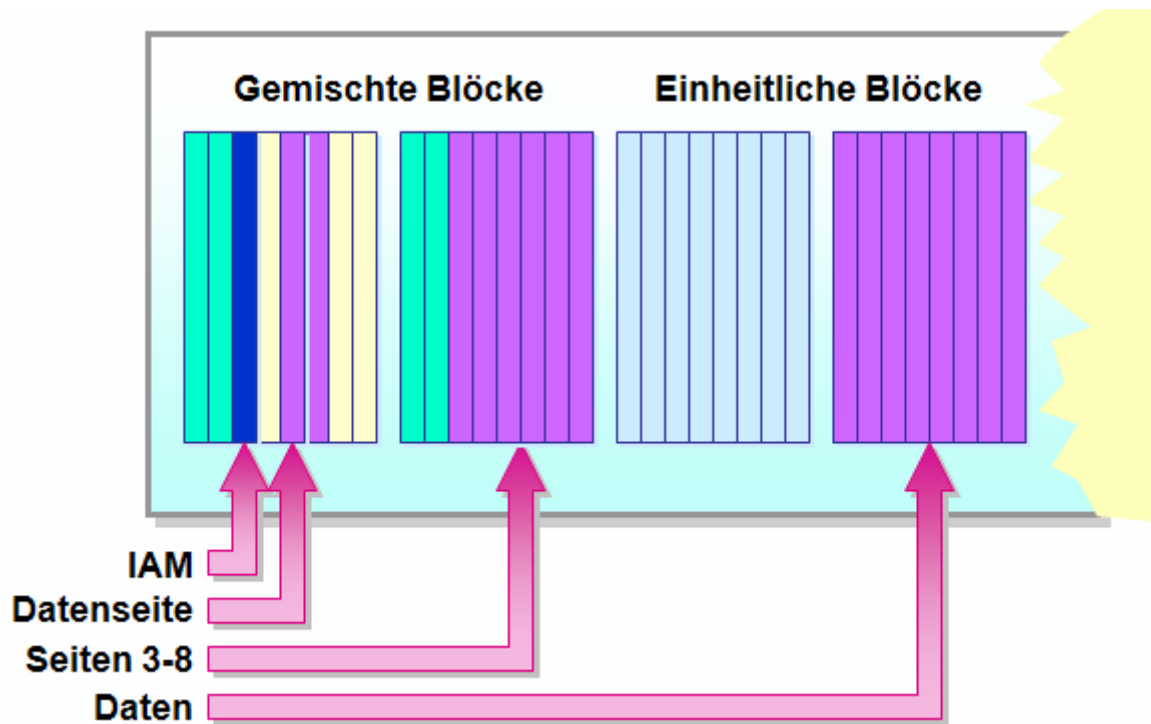 Gemischte Blöcke
Einheitliche Blöcke
IAM
Datenseite
Seiten 3-8
Daten